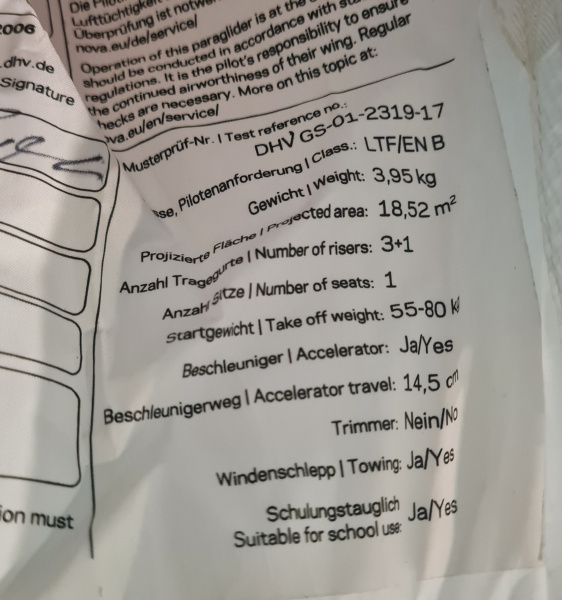 Die
Lufttüchtigkeit
Überprüfung ist
nova.eu/de/service/
Operation of this paraglider is at the
should be conducted in accordance with
regulations. It is the pilot's responsibility to ensure
the continued airworthiness of their wing. Regular
hecks are necessary. More on this topic at:
ova.eu/en/service/
2006
.dhv.de
Signature
Musterprüf-Nr. | Test reference no.:
DHV GS-01-2319-17
se, Pilotenanforderung | Class.: LTF/EN B
Gewicht | Weight: 3,95 kg
Projizierte Fläche | Projected area: 18,52 m²
Anzahl Tragegurte | Number of risers: 3+1
Anzahl Sitze | Number of seats: 1
Startgewicht | Take off weight: 55-80 k
Beschleuniger | Accelerator: Ja/Yes
Beschleunigerweg | Accelerator travel: 14,5 cm
Trimmer: Nein/No
Windenschlepp | Towing: Ja/Yes
Schulungstauglich
Suitable for school use: Ja/Yes
ion must